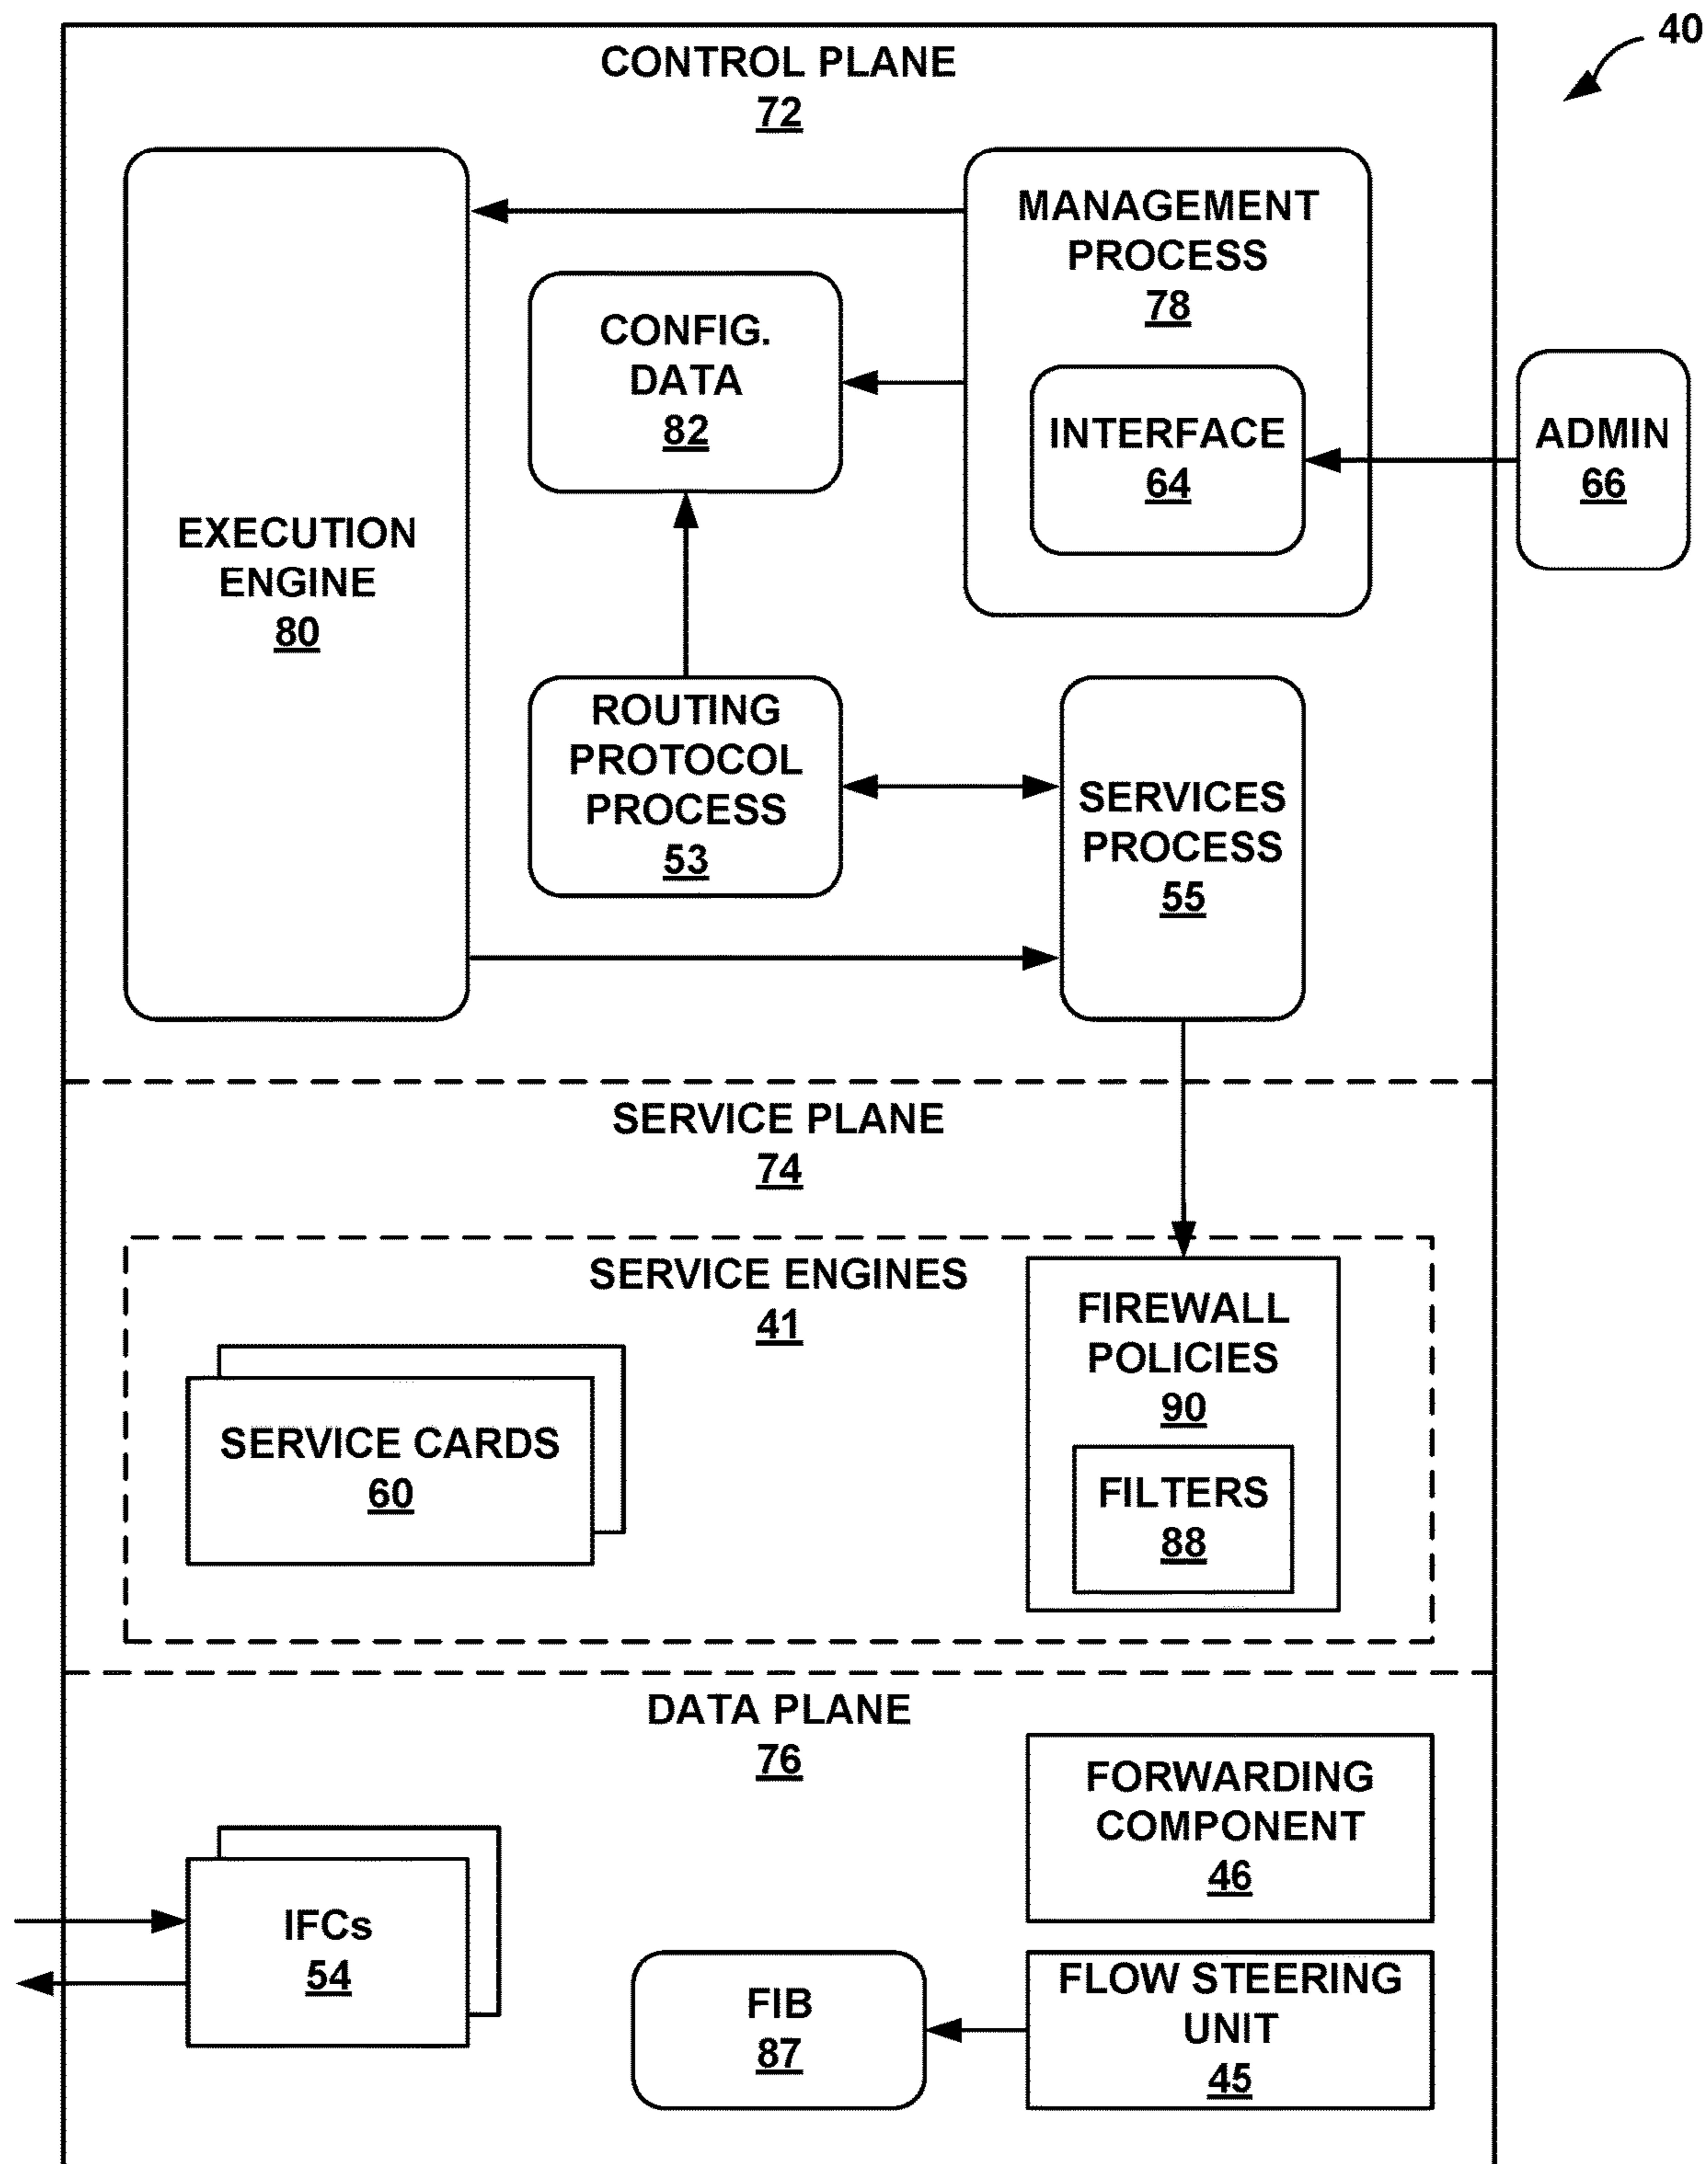 40
CONTROL PLANE
72
MANAGEMENT
PROCESS
78
CONFIG.
DATA
82
INTERFACE
64
ADMIN
66
EXECUTION
ENGINE
80
ROUTING
PROTOCOL
PROCESS
53
SERVICES
PROCESS
55
SERVICE PLANE
74
SERVICE ENGINES
41
FIREWALL
POLICIES
90
SERVICE CARDS
60
FILTERS
88
DATA PLANE
76
FORWARDING
COMPONENT
46
IFCs
54
FIB
87
FLOW STEERING
UNIT
45